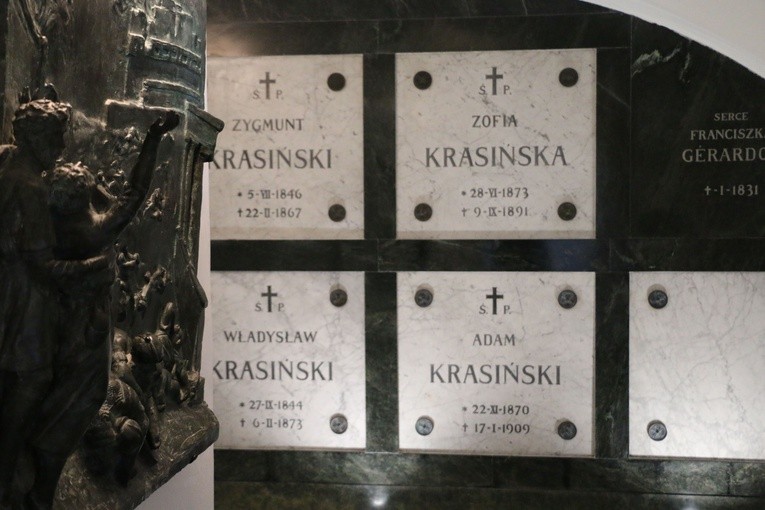 Ś. P.
ZYGMUNT
KRASIŃSKI
* 5-VII-1846
† 22-II-1867
Ś. P.
ZOFIA
KRASIŃSKA
* 28-VI-1873
† 9-IX-1891
SERCE
FRANCISZK
GÉRARDO
† -1-1831
Ś. P.
WŁADYSŁAW
KRASIŃSKI
* 27-IX-1844
† 6-II-1873
Ś. P.
ADAM
KRASIŃSKI
* 22-XI-1870
† 17-1-1909